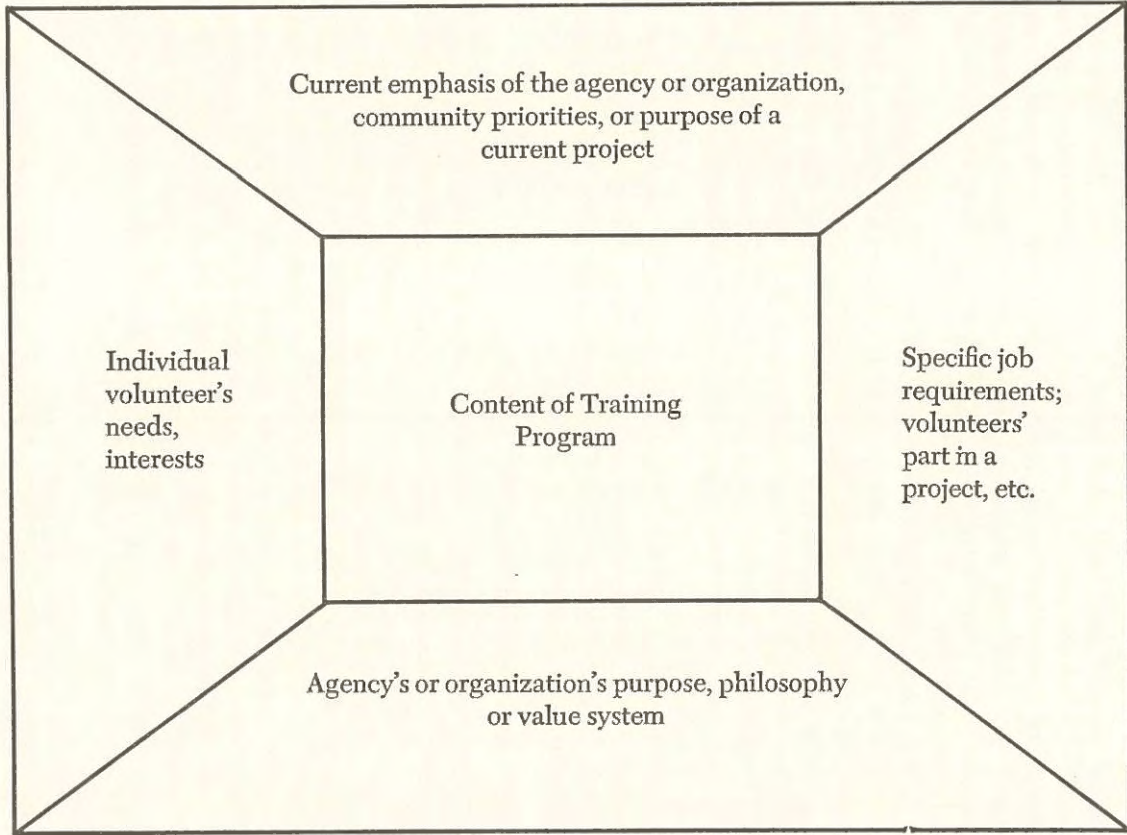 Current emphasis of the agency or organization,
community priorities, or purpose of a
current project
Individual
volunteer's
needs,
interests
Content of Training
Program
Specific job
requirements;
volunteers'
part in a
project, etc.
Agency's or organization's purpose, philosophy
or value system